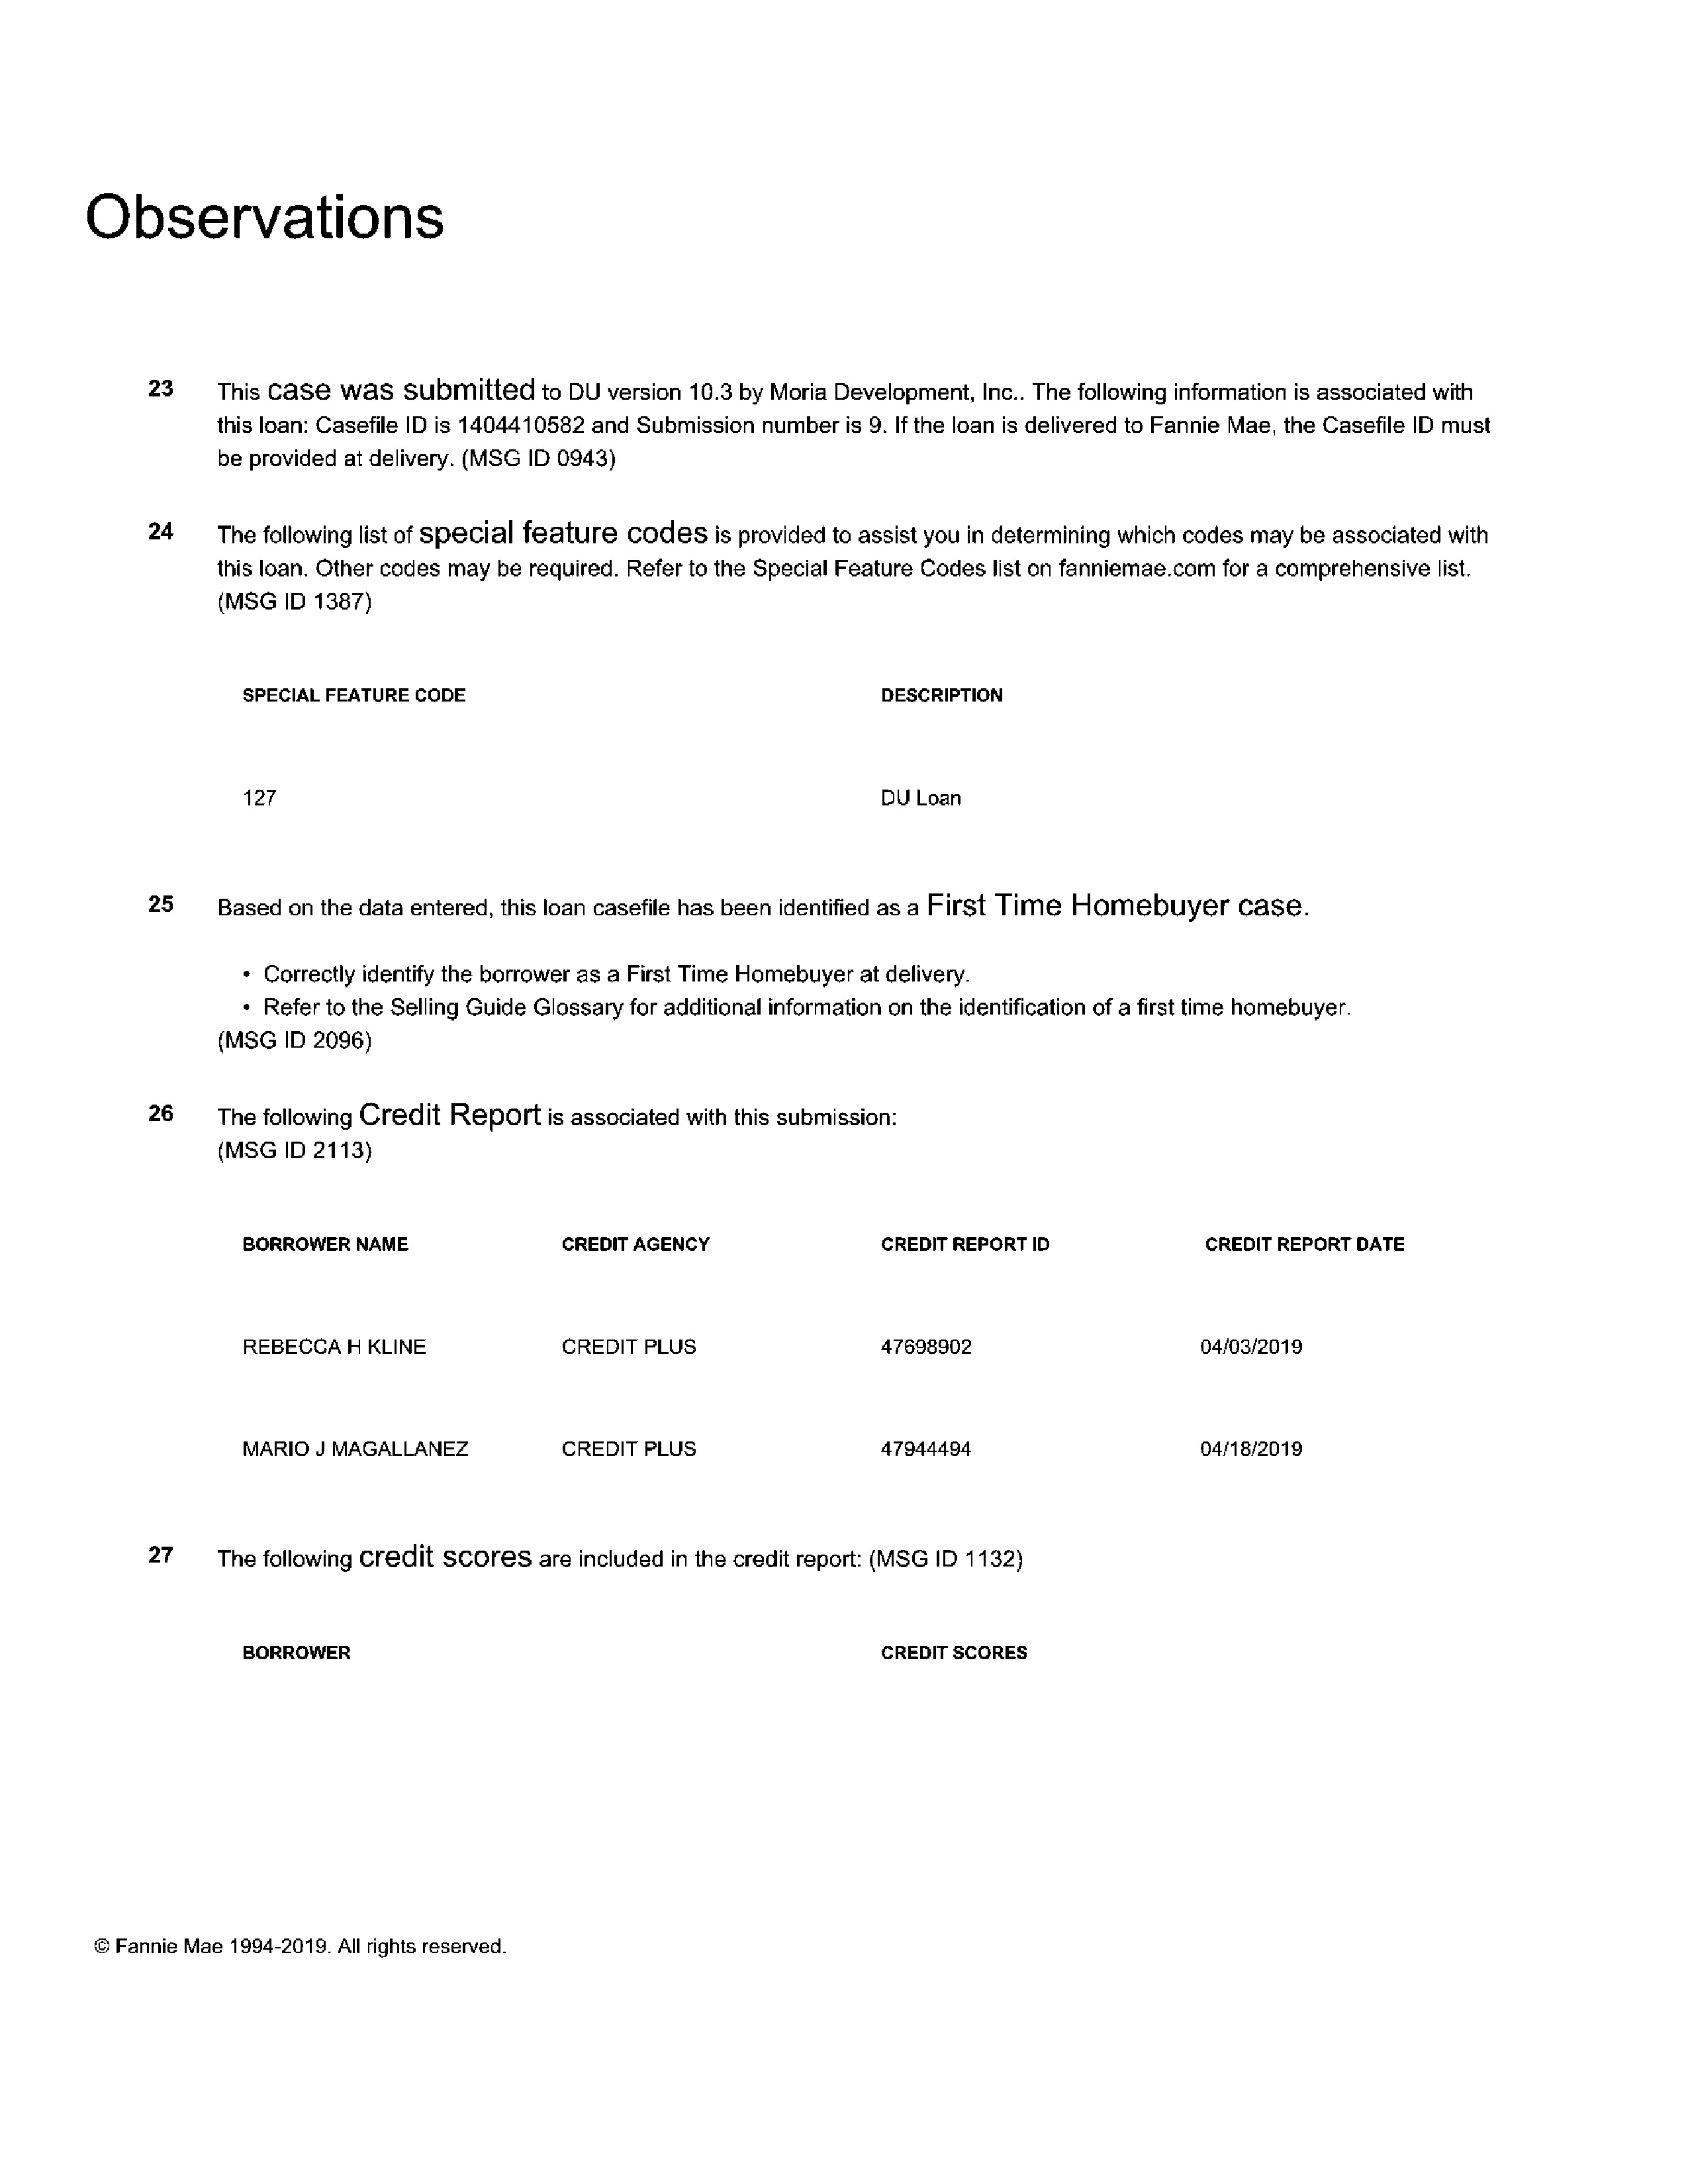 Observations
23 This case was submitted to DU version 10.3 by Moria Development, Inc.. The following information is associated with
this loan: Casefile ID is 1404410582 and Submission number is 9. If the loan is delivered to Fannie Mae, the Casefile ID must
be provided at delivery. (MSG ID 0943)
24 The following list of special feature codes is provided to assist you in determining which codes may be associated with
this loan. Other codes may be required. Refer to the Special Feature Codes list on fanniemae.com for a comprehensive list.
(MSG ID 1387)
SPECIAL FEATURE CODE DESCRIPTION
127 DU Loan
25 Based on the data entered, this loan casefile has been identified as a First Time Homebuyer case.
• Correctly identify the borrower as a First Time Homebuyer at delivery.
• Refer to the Selling Guide Glossary for additional information on the identification of a first time homebuyer.
(MSG ID 2096)
26 The following Credit Report is associated with this submission:
(MSG ID 2113)
BORROWER NAME CREDIT AGENCY CREDIT REPORT ID CREDIT REPORT DATE
REBECCA H KLINE CREDIT PLUS 47698902 04/03/2019
MARIO J MAGALLANEZ CREDIT PLUS 47944494 04/18/2019
27 The following credit scores are included in the credit report: (MSG ID 1132)
BORROWER CREDIT SCORES
© Fannie Mae 1994-2019. All rights reserved.